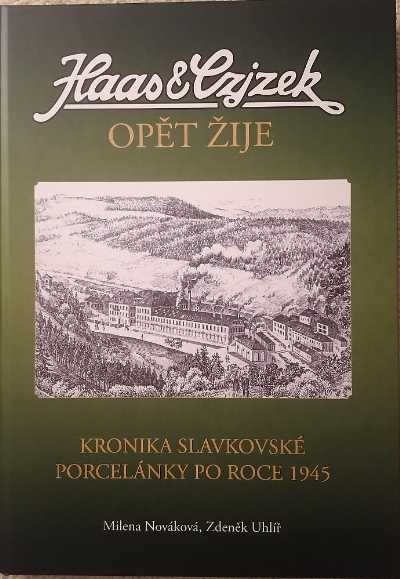 Haas & Czjzek
OPĚT ŽIJE
KRONIKA SLAVKOVSKÉ
PORCELÁNKY PO ROCE 1945
Milena Nováková, Zdeněk Uhlíř